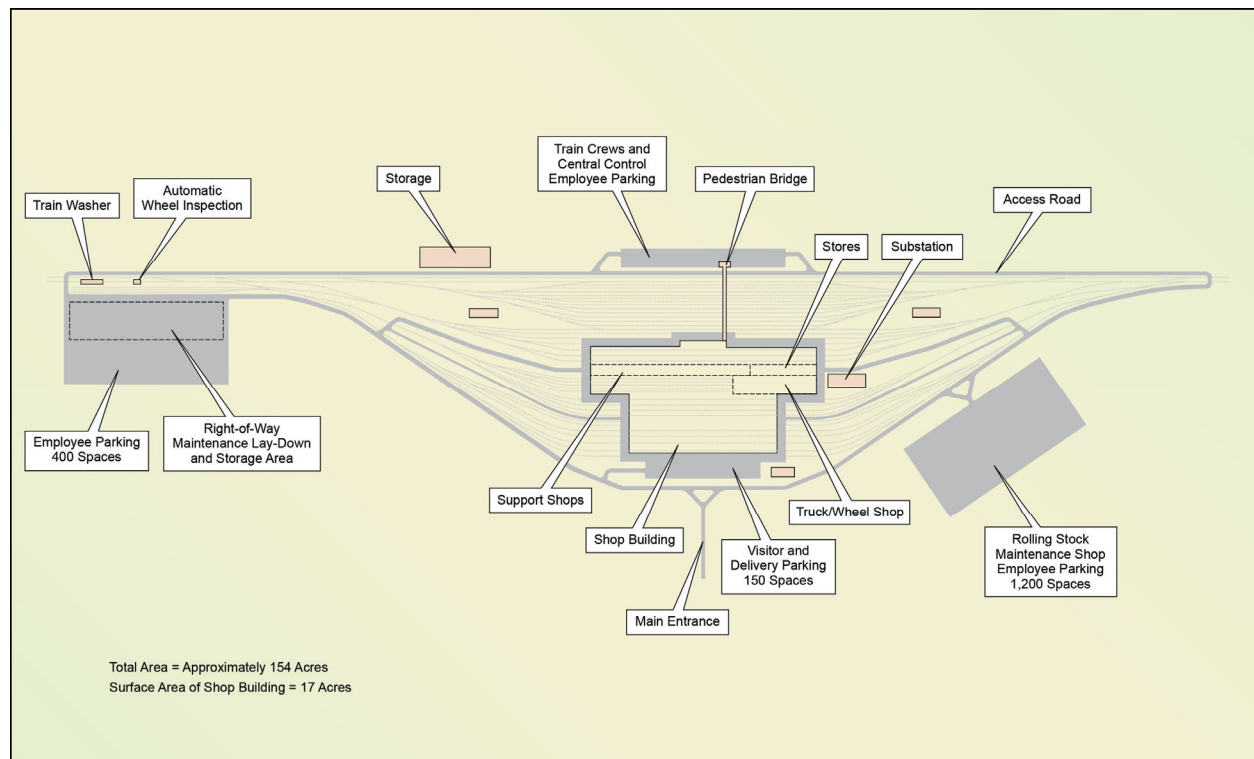 Train Crews and
Central Control
Employee Parking
Storage
Pedestrian Bridge
Automatic
Wheel Inspection
Train Washer
Access Road
Stores
Substation
Employee Parking
400 Spaces
Right-of-Way
Maintenance Lay-Down
and Storage Area
Support Shops
Truck/Wheel Shop
Shop Building
Visitor and
Delivery Parking
150 Spaces
Rolling Stock
Maintenance Shop
Employee Parking
1,200 Spaces
Main Entrance
Total Area = Approximately 154 Acres
Surface Area of Shop Building = 17 Acres